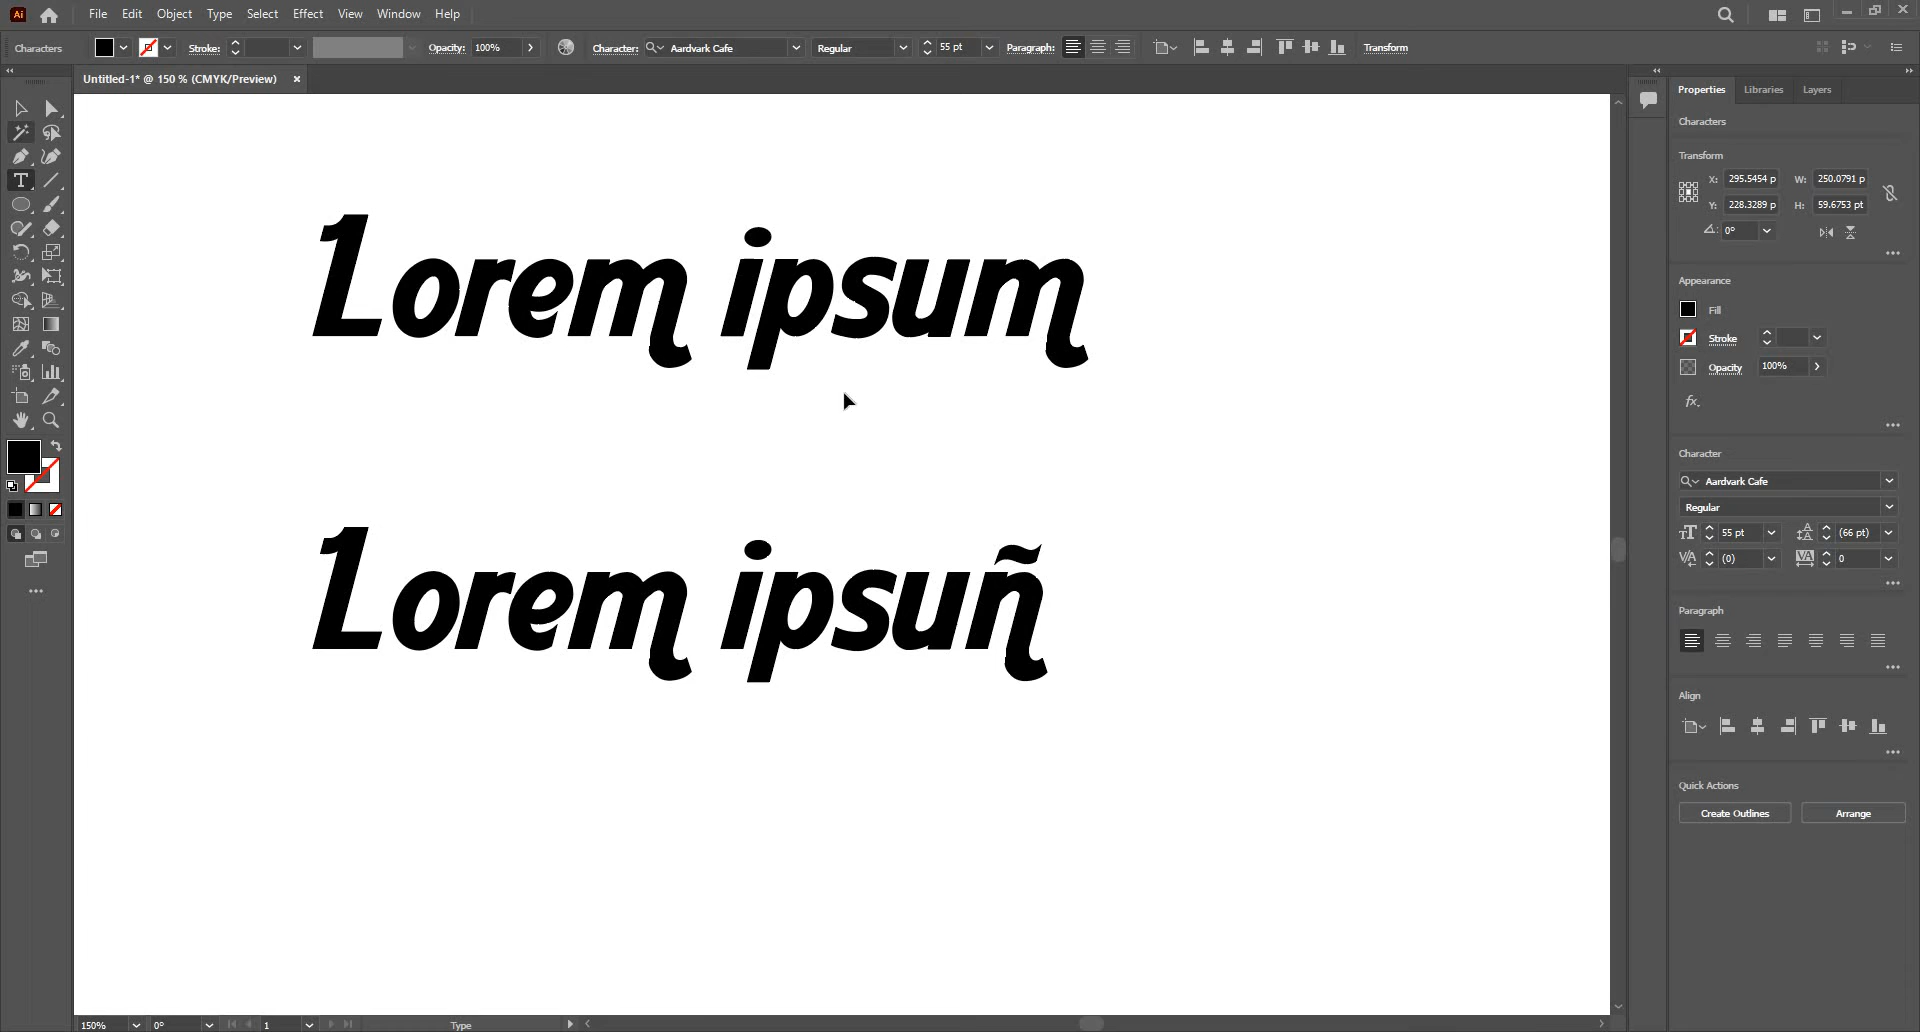 Ai File Edit Object Type Select Effect View Window Help
Characters Stroke: Opacity: 100% Character: Aardvark Cafe Regular 55 pt Paragraph: Transform
Untitled-1* @ 150 % (CMYK/Preview)
Lorem ipsum
Lorem ipsuñ
150% 0° 1 Type
Properties Libraries Layers
Characters
Transform
X: 295.5454 p W: 250.0791 p
Y: 228.3289 p H: 59.6753 pt
0°
Appearance
Fill
Stroke
Opacity 100%
fx.
Character
Aardvark Cafe
Regular
55 pt (66 pt)
(0) 0
Paragraph
Align
Quick Actions
Create Outlines Arrange